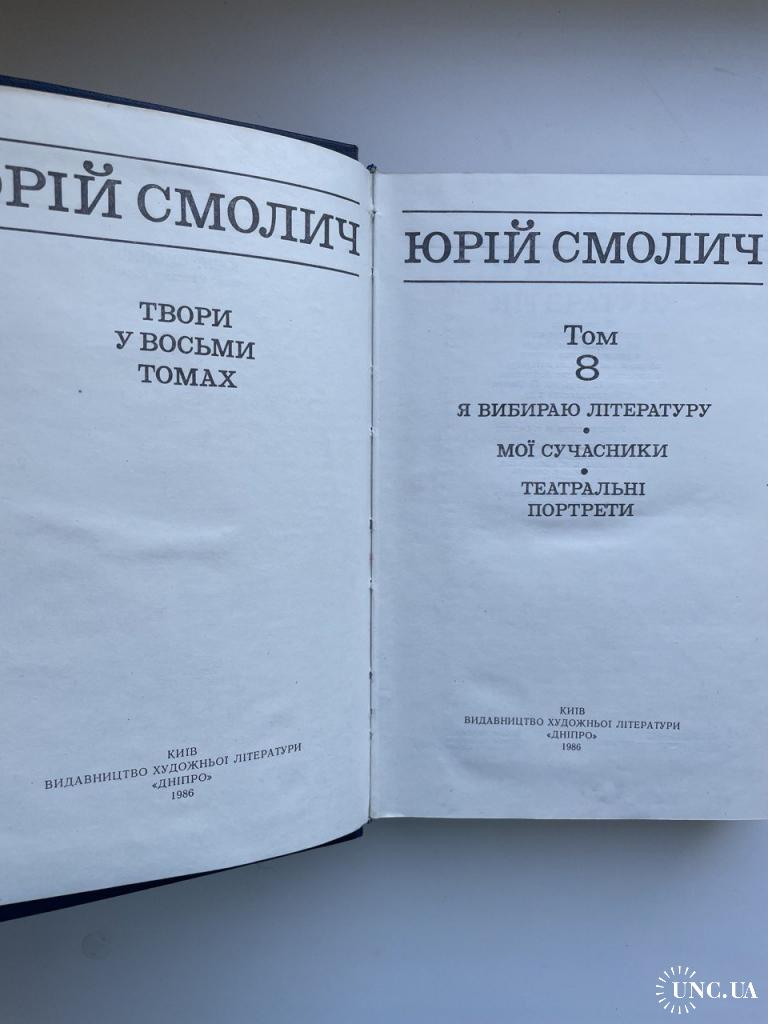 ЮРІЙ СМОЛИЧ
ТВОРИ
У ВОСЬМИ
ТОМАХ
КИЇВ
ВИДАВНИЦТВО ХУДОЖНЬОЇ ЛІТЕРАТУРИ
«ДНІПРО»
1986
ЮРІЙ СМОЛИЧ
Том
8
Я ВИБИРАЮ ЛІТЕРАТУРУ
•
МОЇ СУЧАСНИКИ
•
ТЕАТРАЛЬНІ
ПОРТРЕТИ
КИЇВ
ВИДАВНИЦТВО ХУДОЖНЬОЇ ЛІТЕРАТУРИ
«ДНІПРО»
1986
UNC.UA